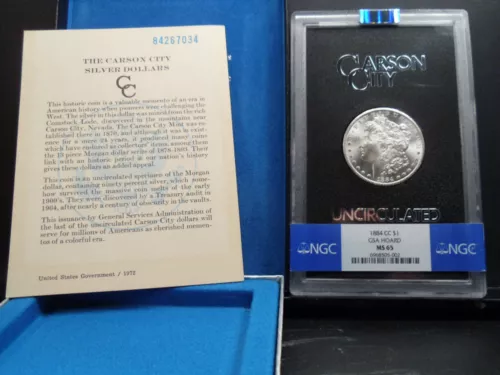 84267034
THE CARSON CITY
SILVER DOLLARS
CC
This historic coin is a valuable memento of an era in
American history when pioneers were challenging the
West. The silver in this dollar was mined from the rich
Comstock Lode, discovered in the mountains near
Carson City, Nevada. The Carson City Mint was es-
tablished there in 1870, and although it was in exist-
ence for a mere 24 years, it produced many coins
which have endured as collectors' items, among them
the 13 piece Morgan dollar series of 1878-1893. Their
link with an historic period in our nation's history
gives these dollars an added appeal.
This coin is an uncirculated specimen of the Morgan
dollar, containing ninety percent silver, which some-
how survived the massive coin melts of the early
1900's. They were discovered by a Treasury audit in
1964, after nearly a century of obscurity in the vaults.
This issuance by General Services Administration of
the last of the uncirculated Carson City dollars will
serve for millions of Americans as cherished memen-
tos of a colorful era.
United States Government / 1972
CARSON
CITY
1884
UNCIRCULATED
NGC
1884 CC $1
GSA HOARD
MS 65
NGC